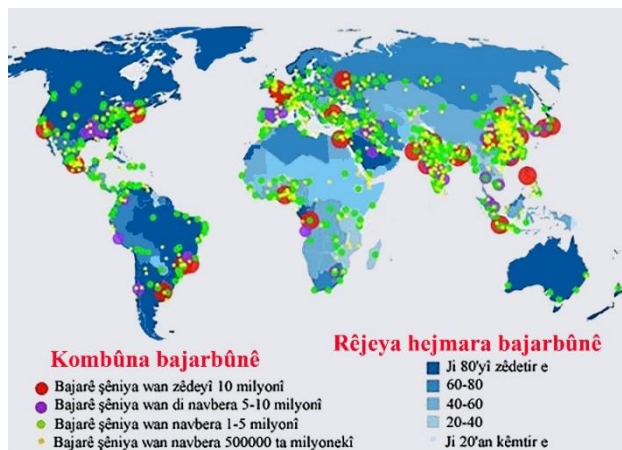 Kombûna bajarbûnê
Bajarê şêniya wan zêdeyî 10 milyonî
Bajarê şêniya wan di navbera 5-10 milyonî
Bajarê şêniya wan navbera 1-5 milyonî
Bajarê şêniya wan navbera 500000 ta milyonekî
Rêjeya hejmara bajarbûnê
Ji 80'yî zêdetir e
60-80
40-60
20-40
Ji 20'an kêmtir e